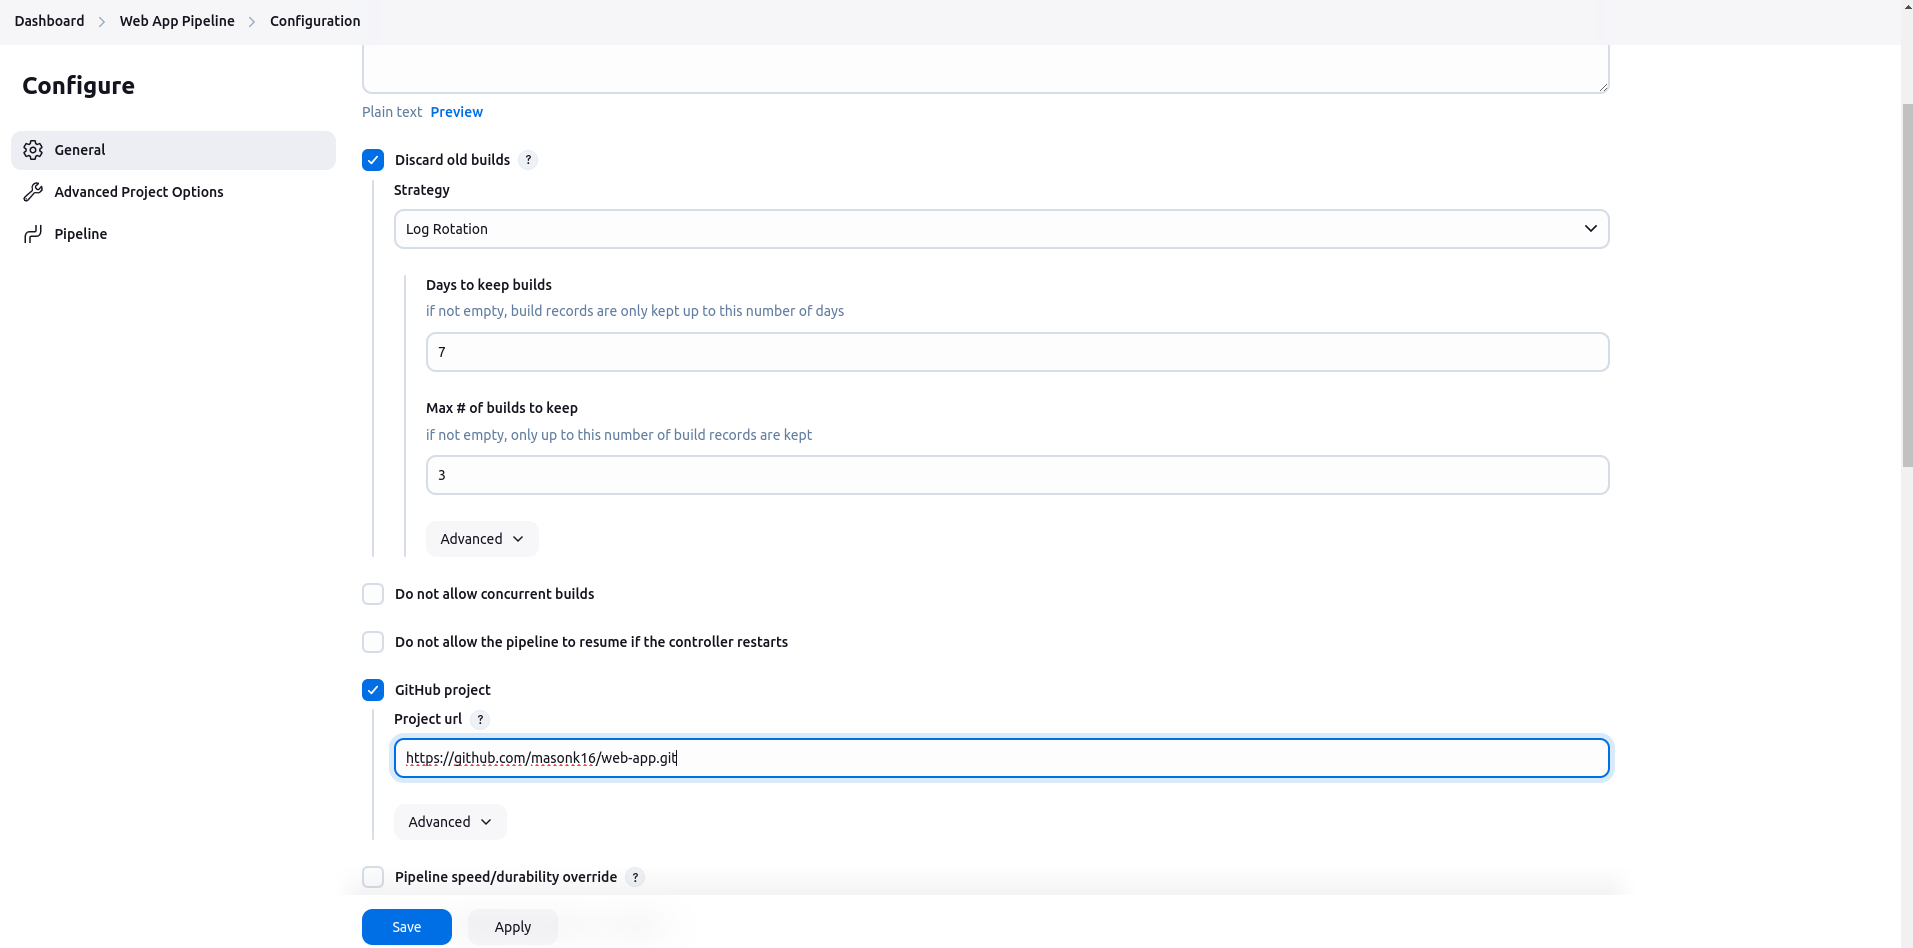 Dashboard > Web App Pipeline > Configuration
Configure
General
Advanced Project Options
Pipeline
Plain text Preview
Discard old builds ?
Strategy
Log Rotation
Days to keep builds
if not empty, build records are only kept up to this number of days
7
Max # of builds to keep
if not empty, only up to this number of build records are kept
3
Advanced
Do not allow concurrent builds
Do not allow the pipeline to resume if the controller restarts
GitHub project
Project url ?
https://github.com/masonk16/web-app.git
Advanced
Pipeline speed/durability override ?
Save Apply